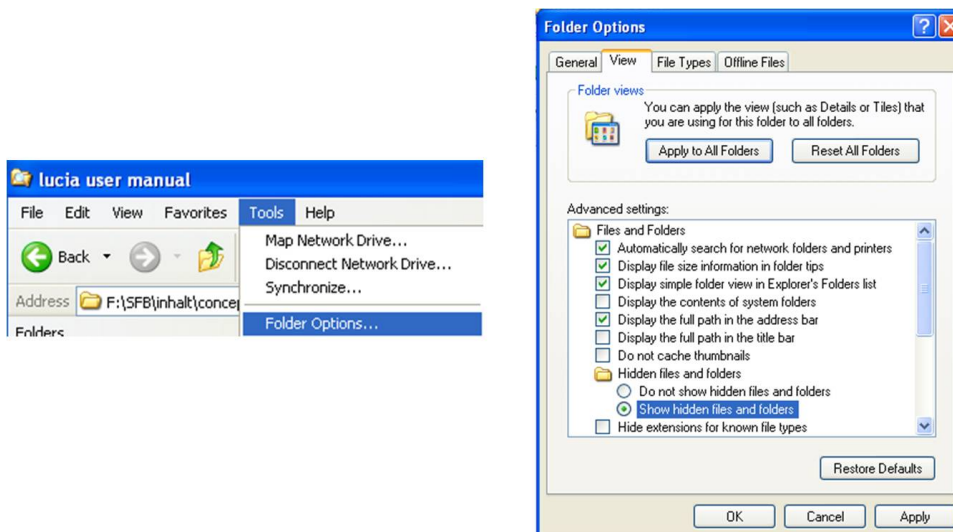 lucia user manual
File Edit View Favorites Tools Help
Back
Map Network Drive...
Disconnect Network Drive...
Synchronize...
Address F:\SFB\inhalt\concep
Folder Options...
Folders
Folder Options
General View File Types Offline Files
Folder views
You can apply the view (such as Details or Tiles) that
you are using for this folder to all folders.
Apply to All Folders Reset All Folders
Advanced settings:
Files and Folders
Automatically search for network folders and printers
Display file size information in folder tips
Display simple folder view in Explorer's Folders list
Display the contents of system folders
Display the full path in the address bar
Display the full path in the title bar
Do not cache thumbnails
Hidden files and folders
Do not show hidden files and folders
Show hidden files and folders
Hide extensions for known file types
Restore Defaults
OK Cancel Apply